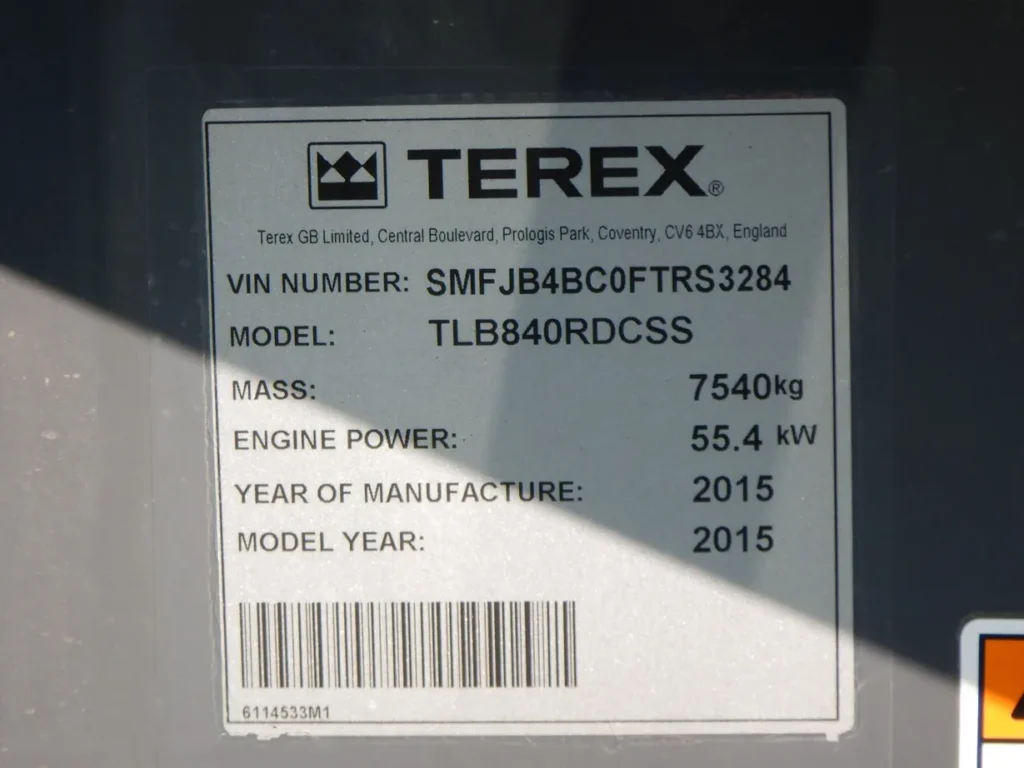 TEREX®
Terex GB Limited, Central Boulevard, Prologis Park, Coventry, CV6 4BX, England
VIN NUMBER: SMFJB4BC0FTRS3284
MODEL: TLB840RDCSS
MASS: 7540kg
ENGINE POWER: 55.4 kW
YEAR OF MANUFACTURE: 2015
MODEL YEAR: 2015
6114533M1